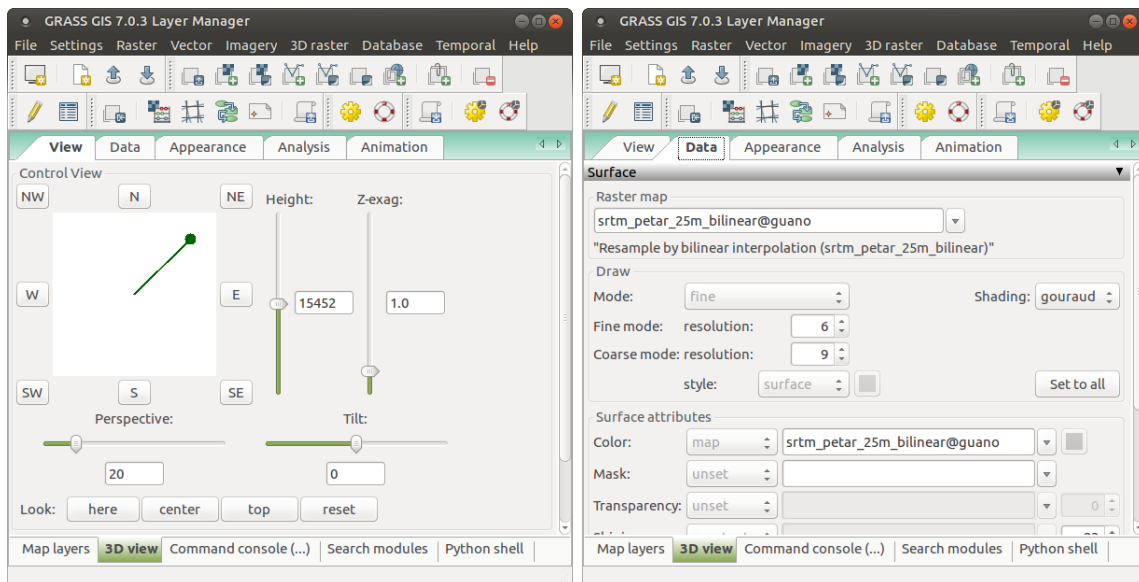 GRASS GIS 7.0.3 Layer Manager
File Settings Raster Vector Imagery 3D raster Database Temporal Help
View Data Appearance Analysis Animation
Control View
NW N NE Height: Z-exag:
W E 15452 1.0
SW S SE
Perspective: Tilt:
20 0
Look: here center top reset
Map layers 3D view Command console (...) Search modules Python shell
GRASS GIS 7.0.3 Layer Manager
File Settings Raster Vector Imagery 3D raster Database Temporal Help
View Data Appearance Analysis Animation
Surface
Raster map
srtm_petar_25m_bilinear@guano
"Resample by bilinear interpolation (srtm_petar_25m_bilinear)"
Draw
Mode: fine Shading: gouraud
Fine mode: resolution: 6
Coarse mode: resolution: 9
style: surface Set to all
Surface attributes
Color: map srtm_petar_25m_bilinear@guano
Mask: unset
Transparency: unset 0
Map layers 3D view Command console (...) Search modules Python shell